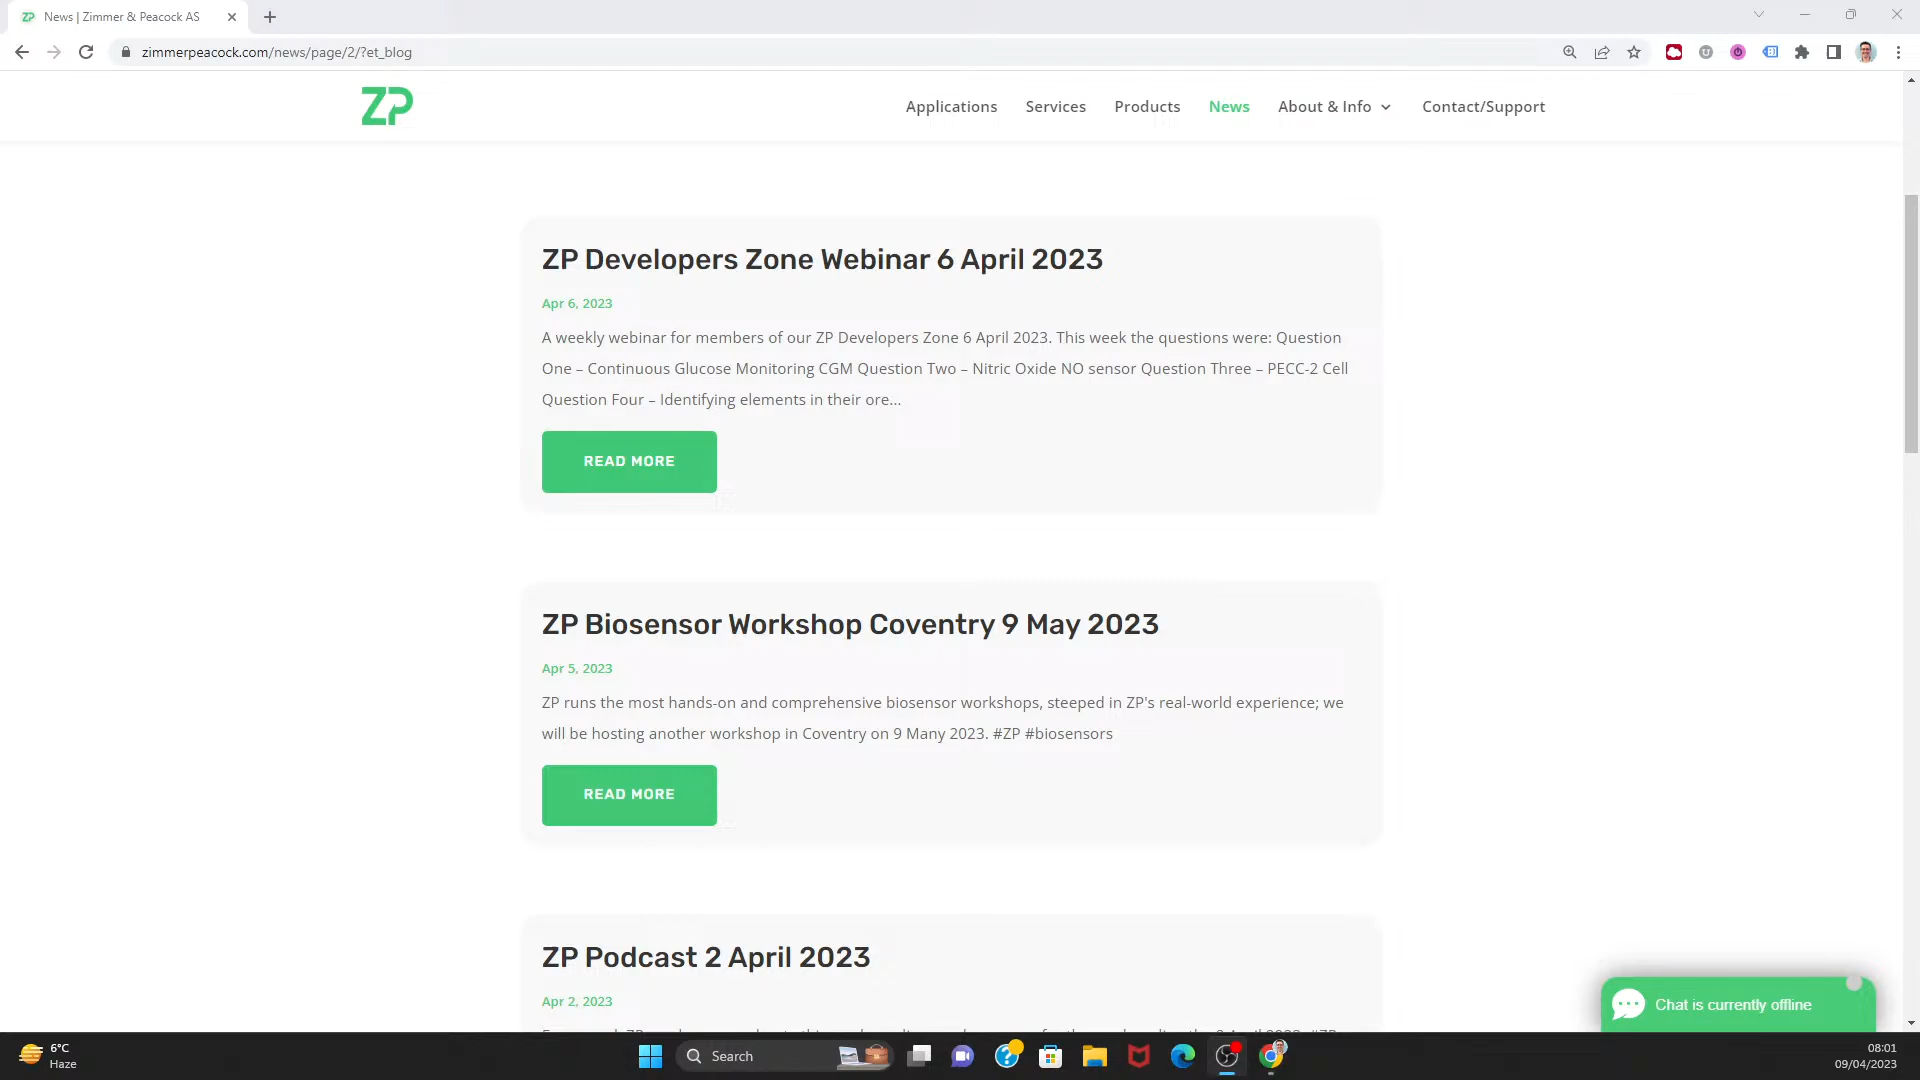 News | Zimmer & Peacock AS
zimmerpeacock.com/news/page/2/?et_blog
ZP
Applications
Services
Products
News
About & Info
Contact/Support
ZP Developers Zone Webinar 6 April 2023
Apr 6, 2023
A weekly webinar for members of our ZP Developers Zone 6 April 2023. This week the questions were: Question
One – Continuous Glucose Monitoring CGM Question Two – Nitric Oxide NO sensor Question Three – PECC-2 Cell
Question Four – Identifying elements in their ore...
READ MORE
ZP Biosensor Workshop Coventry 9 May 2023
Apr 5, 2023
ZP runs the most hands-on and comprehensive biosensor workshops, steeped in ZP's real-world experience; we
will be hosting another workshop in Coventry on 9 Many 2023. #ZP #biosensors
READ MORE
ZP Podcast 2 April 2023
Apr 2, 2023
Chat is currently offline
6°C
Haze
Search
08:01
09/04/2023